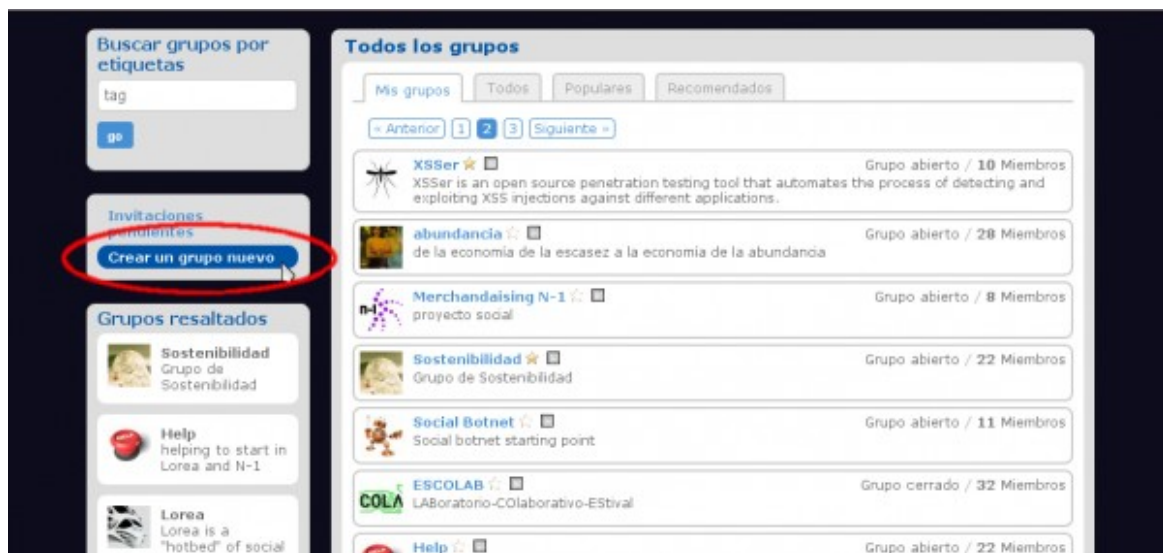 Buscar grupos por
etiquetas
tag
go
Invitaciones
pendientes
Crear un grupo nuevo
Grupos resaltados
Sostenibilidad
Grupo de
Sostenibilidad
Help
helping to start in
Lorea and N-1
Lorea
Lorea is a
"hotbed" of social
Todos los grupos
Mis grupos Todos Populares Recomendados
« Anterior 1 2 3 Siguiente »
XSSer Grupo abierto / 10 Miembros
XSSer is an open source penetration testing tool that automates the process of detecting and
exploiting XSS injections against different applications.
abundancia Grupo abierto / 28 Miembros
de la economía de la escasez a la economía de la abundancia
n-1
Merchandaising N-1 Grupo abierto / 8 Miembros
proyecto social
Sostenibilidad Grupo abierto / 22 Miembros
Grupo de Sostenibilidad
Social Botnet Grupo abierto / 11 Miembros
Social botnet starting point
COLA
ESCOLAB Grupo cerrado / 32 Miembros
LABoratorio-COlaborativo-EStival
Help Grupo abierto / 22 Miembros